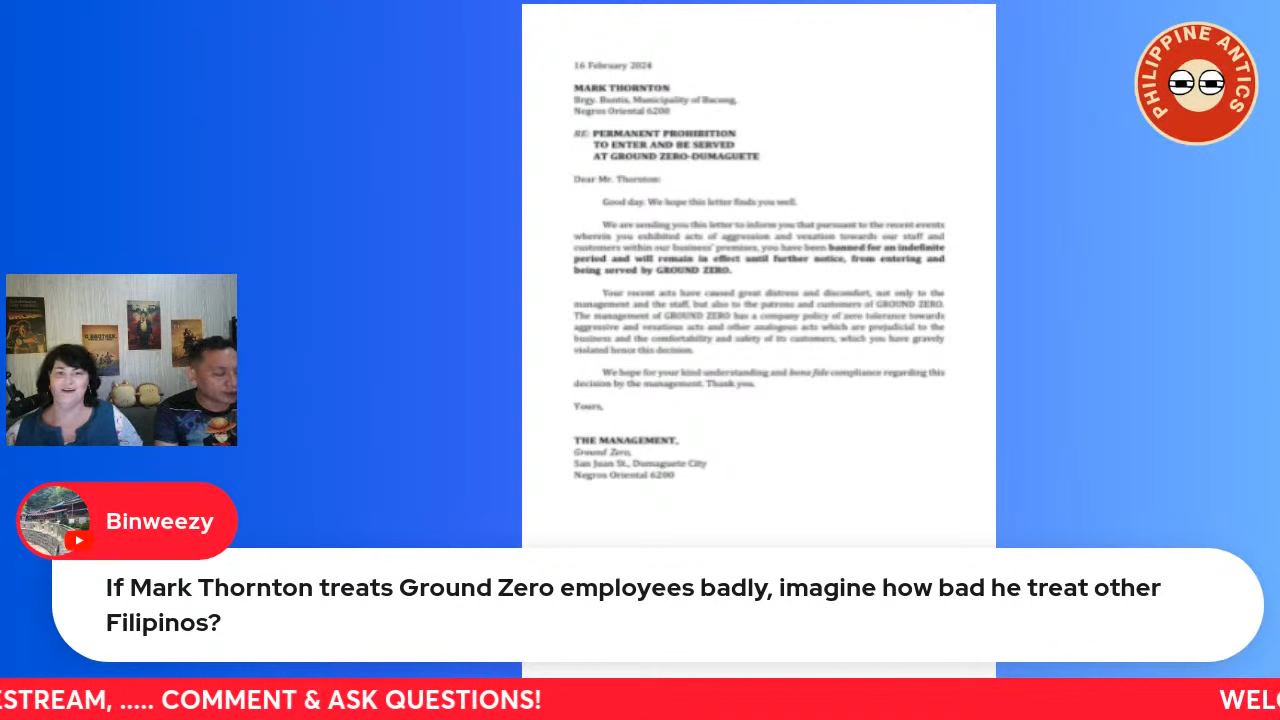 16 February 2024
MARK THORNTON
Brgy. Buntis, Municipality of Bacong,
Negros Oriental 6200
RE: PERMANENT PROHIBITION
TO ENTER AND BE SERVED
AT GROUND ZERO-DUMAGUETE
Dear Mr. Thornton:
Good day. We hope this letter finds you well.
We are sending you this letter to inform you that pursuant to the recent events
wherein you exhibited acts of aggression and vexation towards our staff and
customers within our business' premises, you have been banned for an indefinite
period and will remain in effect until further notice, from entering and
being served by GROUND ZERO.
Your recent acts have caused great distress and discomfort, not only to the
management and the staff, but also to the patrons and customers of GROUND ZERO.
The management of GROUND ZERO has a company policy of zero tolerance towards
aggressive and vexatious acts and other analogous acts which are prejudicial to the
business and the comfortability and safety of its customers, which you have gravely
violated hence this decision.
We hope for your kind understanding and bona fide compliance regarding this
decision by the management. Thank you.
Yours,
THE MANAGEMENT,
Ground Zero,
San Juan St., Dumaguete City
Negros Oriental 6200
PHILIPPINE ANTICS
Binweezy
If Mark Thornton treats Ground Zero employees badly, imagine how bad he treat other
Filipinos?
ESTREAM, ..... COMMENT & ASK QUESTIONS! WELC